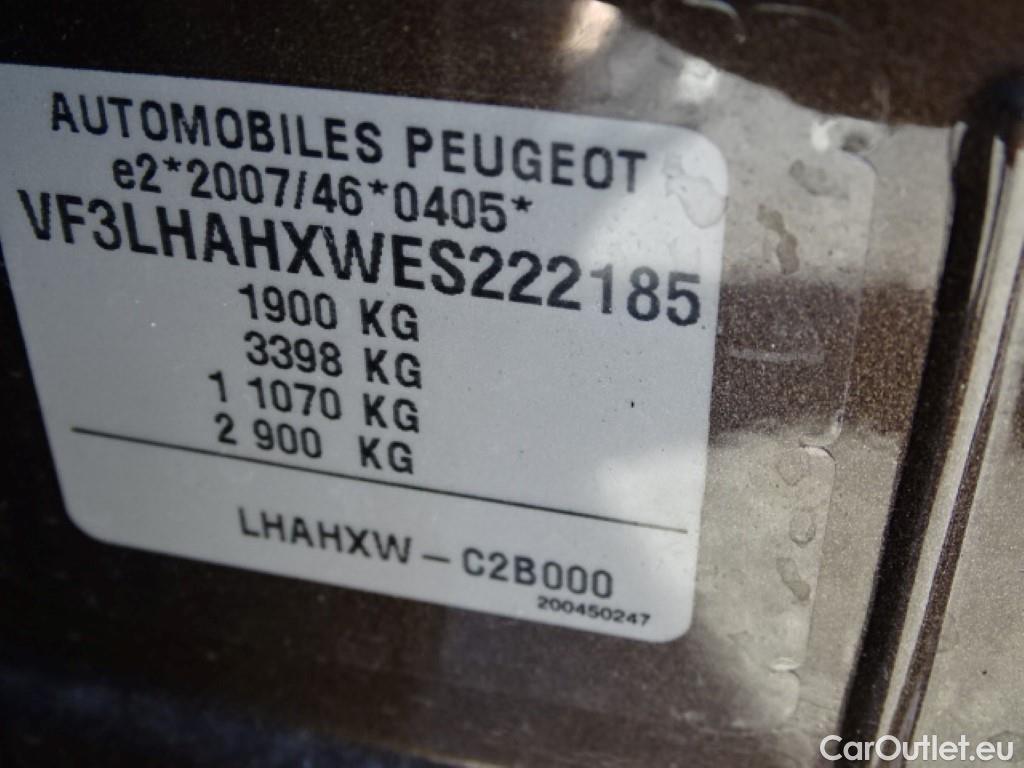 AUTOMOBILES PEUGEOT
e2*2007/46*0405*
VF3LHAHXWES222185
1900 KG
3398 KG
1 1070 KG
2 900 KG
LHAHXW – C2B000
200450247
CarOutlet.eu